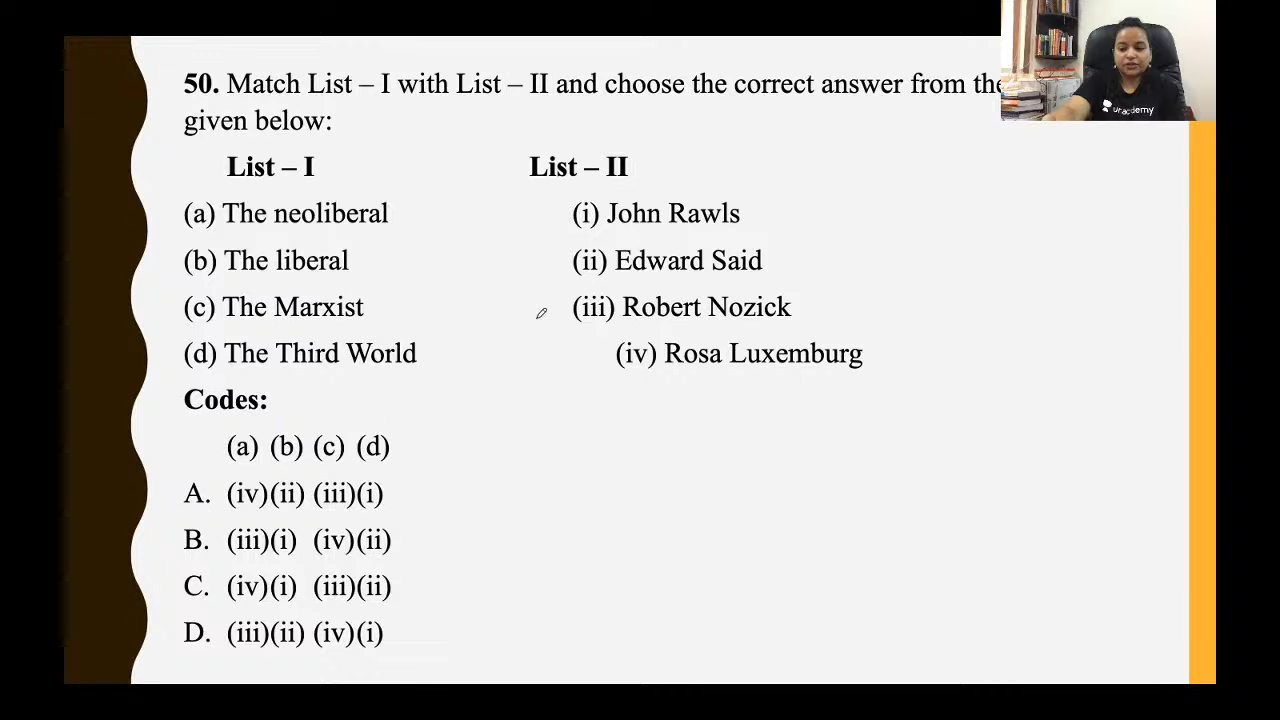 50. Match List – I with List – II and choose the correct answer from the
given below:
List – I List – II
(a) The neoliberal (i) John Rawls
(b) The liberal (ii) Edward Said
(c) The Marxist (iii) Robert Nozick
(d) The Third World (iv) Rosa Luxemburg
Codes:
(a) (b) (c) (d)
A. (iv)(ii) (iii)(i)
B. (iii)(i) (iv)(ii)
C. (iv)(i) (iii)(ii)
D. (iii)(ii) (iv)(i)
unacademy